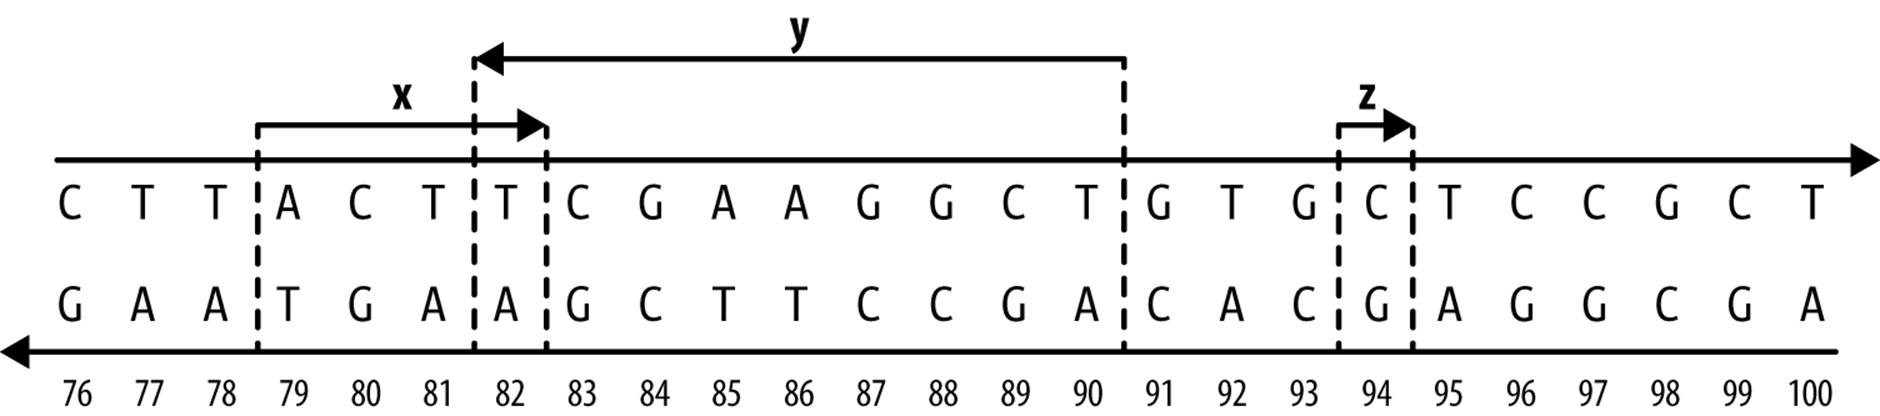 y
x z
C T T A C T T C G A A G G C T G T G C T C C G C T
G A A T G A A G C T T C C G A C A C G A G G C G A
76 77 78 79 80 81 82 83 84 85 86 87 88 89 90 91 92 93 94 95 96 97 98 99 100